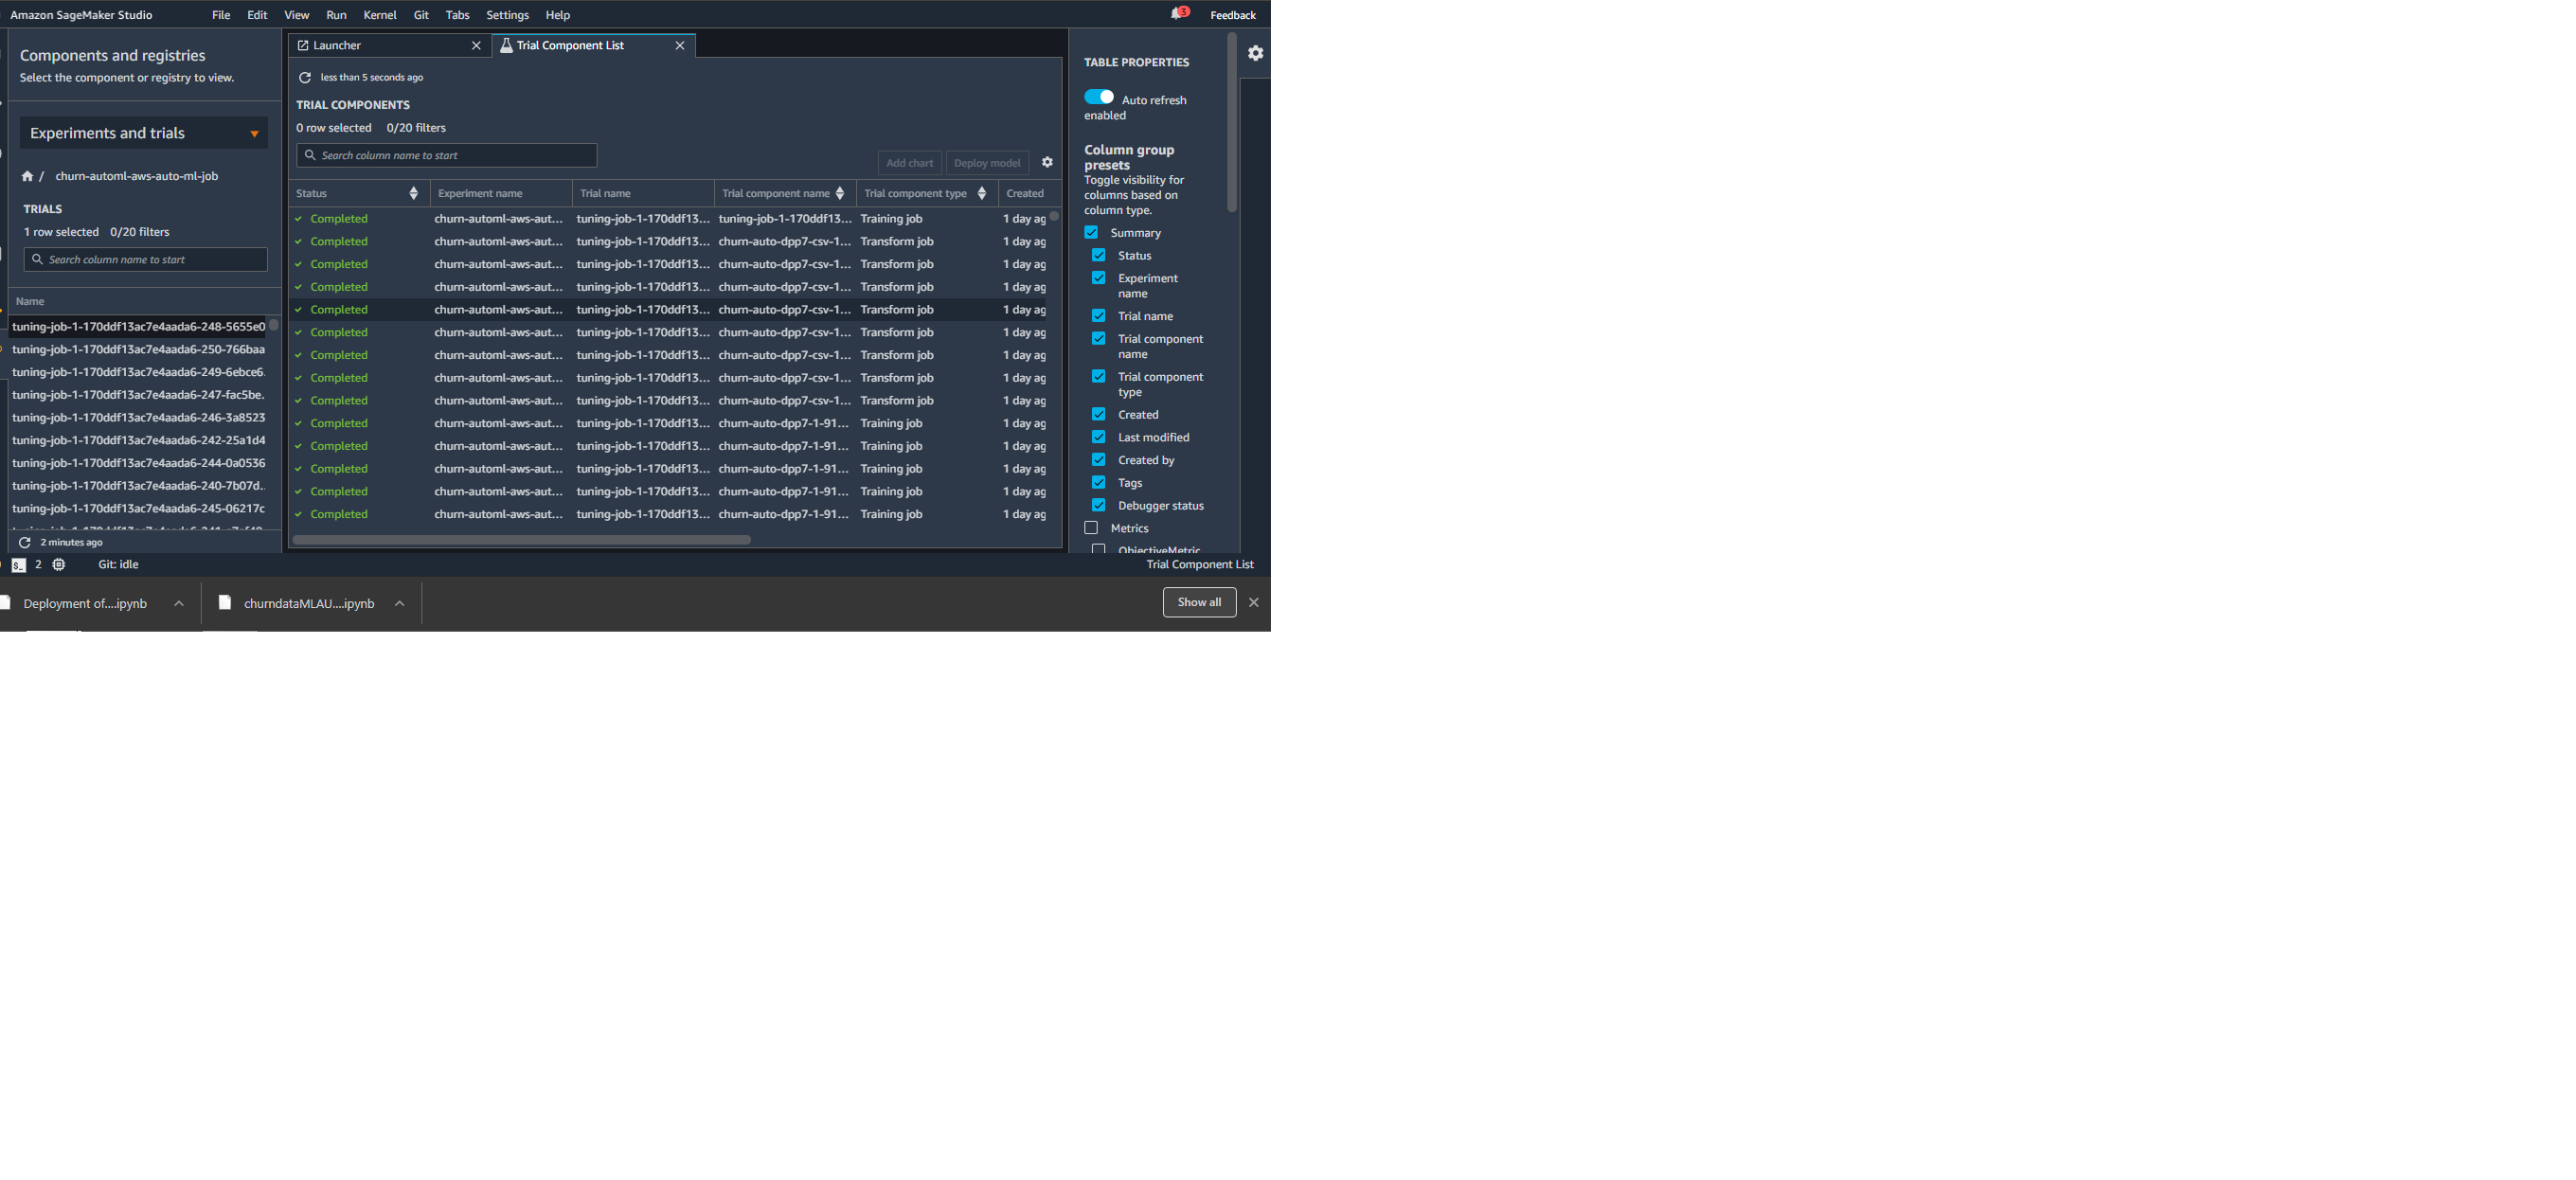 Amazon SageMaker Studio File Edit View Run Kernel Git Tabs Settings Help 3 Feedback
Components and registries
Select the component or registry to view.
Experiments and trials
/ churn-automl-aws-auto-ml-job
TRIALS
1 row selected 0/20 filters
Search column name to start
Name
tuning-job-1-170ddf13ac7e4aada6-248-5655e0
tuning-job-1-170ddf13ac7e4aada6-250-766baa
tuning-job-1-170ddf13ac7e4aada6-249-6ebce6.
tuning-job-1-170ddf13ac7e4aada6-247-fac5be.
tuning-job-1-170ddf13ac7e4aada6-246-3a8523
tuning-job-1-170ddf13ac7e4aada6-242-25a1d4
tuning-job-1-170ddf13ac7e4aada6-244-0a0536
tuning-job-1-170ddf13ac7e4aada6-240-7b07d..
tuning-job-1-170ddf13ac7e4aada6-245-06217c
2 minutes ago
Launcher Trial Component List
less than 5 seconds ago
TRIAL COMPONENTS
0 row selected 0/20 filters
Search column name to start
Add chart Deploy model
Status Experiment name Trial name Trial component name Trial component type Created
Completed churn-automl-aws-aut... tuning-job-1-170ddf13... tuning-job-1-170ddf13... Training job 1 day ag
Completed churn-automl-aws-aut... tuning-job-1-170ddf13... churn-auto-dpp7-csv-1... Transform job 1 day ag
Completed churn-automl-aws-aut... tuning-job-1-170ddf13... churn-auto-dpp7-csv-1... Transform job 1 day ag
Completed churn-automl-aws-aut... tuning-job-1-170ddf13... churn-auto-dpp7-csv-1... Transform job 1 day ag
Completed churn-automl-aws-aut... tuning-job-1-170ddf13... churn-auto-dpp7-csv-1... Transform job 1 day ag
Completed churn-automl-aws-aut... tuning-job-1-170ddf13... churn-auto-dpp7-csv-1... Transform job 1 day ag
Completed churn-automl-aws-aut... tuning-job-1-170ddf13... churn-auto-dpp7-csv-1... Transform job 1 day ag
Completed churn-automl-aws-aut... tuning-job-1-170ddf13... churn-auto-dpp7-csv-1... Transform job 1 day ag
Completed churn-automl-aws-aut... tuning-job-1-170ddf13... churn-auto-dpp7-csv-1... Transform job 1 day ag
Completed churn-automl-aws-aut... tuning-job-1-170ddf13... churn-auto-dpp7-1-91... Training job 1 day ag
Completed churn-automl-aws-aut... tuning-job-1-170ddf13... churn-auto-dpp7-1-91... Training job 1 day ag
Completed churn-automl-aws-aut... tuning-job-1-170ddf13... churn-auto-dpp7-1-91... Training job 1 day ag
Completed churn-automl-aws-aut... tuning-job-1-170ddf13... churn-auto-dpp7-1-91... Training job 1 day ag
Completed churn-automl-aws-aut... tuning-job-1-170ddf13... churn-auto-dpp7-1-91... Training job 1 day ag
TABLE PROPERTIES
Auto refresh
enabled
Column group
presets
Toggle visibility for
columns based on
column type.
Summary
Status
Experiment
name
Trial name
Trial component
name
Trial component
type
Created
Last modified
Created by
Tags
Debugger status
Metrics
ObjectiveMetric
$_ 2 Git: idle Trial Component List
Deployment of....ipynb churndataMLAU....ipynb Show all